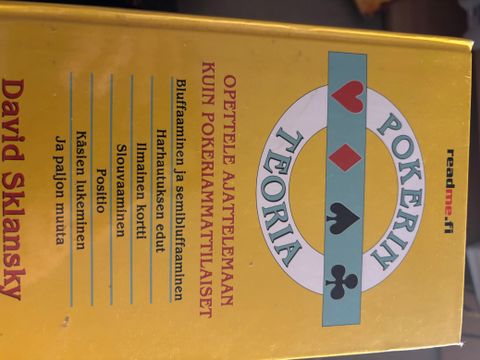 readme.fi
POKERIN
TEORIA
OPETTELE AJATTELEMAAN
KUIN POKERIAMMATTILAISET
Bluffaaminen ja semibluffaaminen
Harhautuksen edut
Ilmainen kortti
Slouvaaminen
Positio
Käsien lukeminen
Ja paljon muuta
David Sklansky